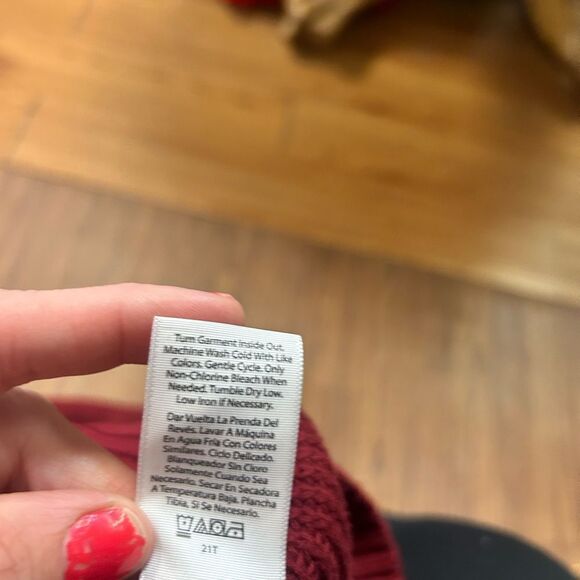 Turn Garment Inside Out.
Machine Wash Cold With Like
Colors. Gentle Cycle. Only
Non-Chlorine Bleach When
Needed. Tumble Dry Low.
Low Iron if Necessary.
Dar Vuelta La Prenda Del
Revés. Lavar A Máquina
En Agua Fría Con Colores
Similares. Ciclo Delicado.
Blanqueador Sin Cloro
Solamente Cuando Sea
Necesario. Secar En Secadora
A Temperatura Baja. Plancha
Tibia, Si Se Necesario.
21T